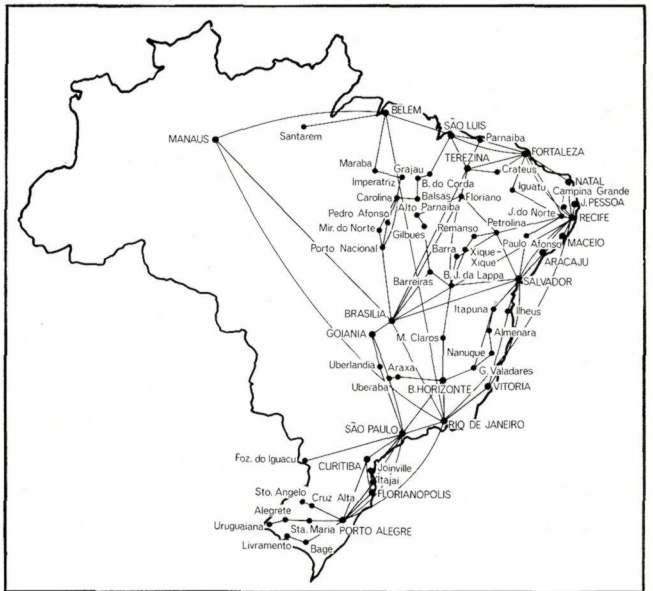 BELEM
SÃO LUIS
MANAUS
Santarem
Parnaiba
FORTALEZA
TEREZINA
Maraba
Grajau
Crateus
Imperatriz
B. do Corda
Iguatu
NATAL
Campina Grande
Carolina
Balsas
Floriano
J. PESSOA
Alto Parnaiba
J. do Norte
RECIFE
Pedro Afonso
Petrolina
Mir. do Norte
Gilbues
Remanso
Paulo Afonso
MACEIO
Porto Nacional
Barra
Xique-
Xique
ARACAJU
Barreiras
B. J. da Lappa
SALVADOR
BRASILIA
Itapuna
Ilheus
GOIANIA
M. Claros
Almenara
Nanuque
Uberlandia
Araxa
G. Valadares
Uberaba
B. HORIZONTE
VITORIA
SÃO PAULO
RIO DE JANEIRO
Foz. do Iguacu
CURITIBA
Joinville
Itajai
Sto. Angelo
Cruz Alta
FLORIANOPOLIS
Alegrete
Uruguaiana
Sta. Maria
PORTO ALEGRE
Livramento
Bage